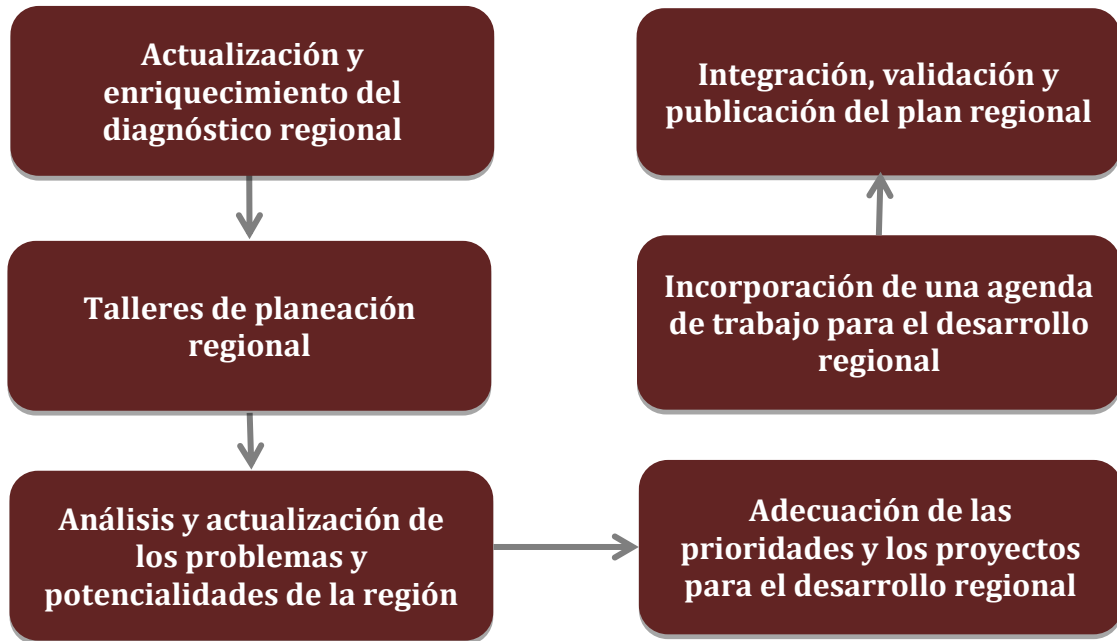 Actualización y
enriquecimiento del
diagnóstico regional
Talleres de planeación
regional
Análisis y actualización de
los problemas y
potencialidades de la región
Adecuación de las
prioridades y los proyectos
para el desarrollo regional
Incorporación de una agenda
de trabajo para el desarrollo
regional
Integración, validación y
publicación del plan regional